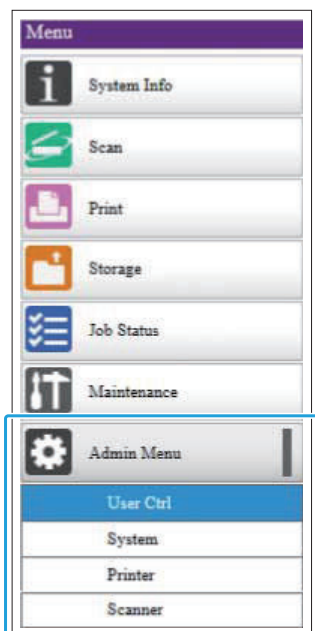 Menu
System Info
Scan
Print
Storage
Job Status
Maintenance
Admin Menu
User Ctrl
System
Printer
Scanner